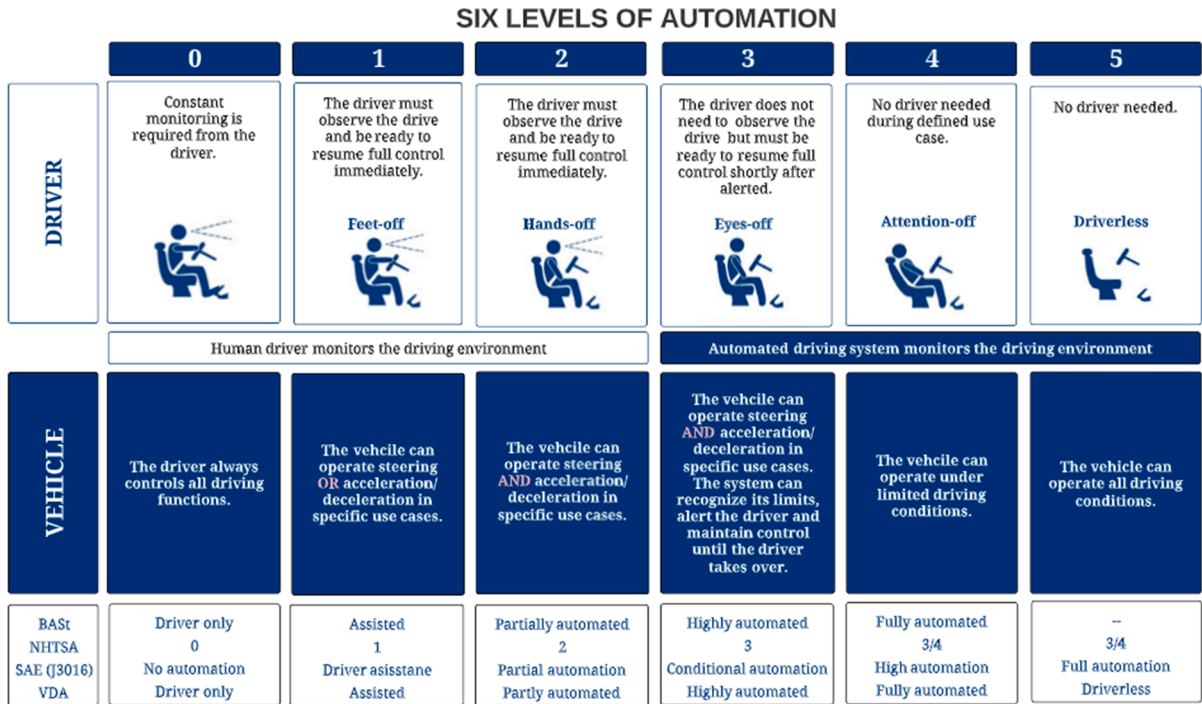 SIX LEVELS OF AUTOMATION
0
1
2
3
4
5
DRIVER
Constant
monitorring is
required from the
driver.
The driver must
observe the drive
and be ready to
resume full control
immediately.
Feet-off
The driver must
observe the drive
and be ready to
resume full control
immediately.
Hands-off
The driver does not
need to observe the
drive but must be
ready to resume full
control shortly after
alerted.
Eyes-off
No driver needed
during defined use
case.
Attention-off
No driver needed.
Driverless
Human driver monitors the driving environment
Automated driving system monitors the driving environment
VEHICLE
The driver always
controls all driving
functions.
The vehcile can
operate steering
OR acceleration/
deceleration in
specific use cases.
The vehcile can
operate steering
AND acceleration/
deceleration in
specific use cases.
The vehcile can
operate steering
AND acceleration/
deceleration in
specific use cases.
The system can
recognize its limits,
alert the driver and
maintain control
until the driver
takes over.
The vehcile can
operate under
limited driving
conditions.
The vehicle can
operate all driving
conditions.
BASt
NHTSA
SAE (J3016)
VDA
Driver only
0
No automation
Driver only
Assisted
1
Driver asisstane
Assisted
Partially automated
2
Partial automation
Partly automated
Highly automated
3
Conditional automation
Highly automated
Fully automated
3/4
High automation
Fully automated
--
3/4
Full automation
Driverless